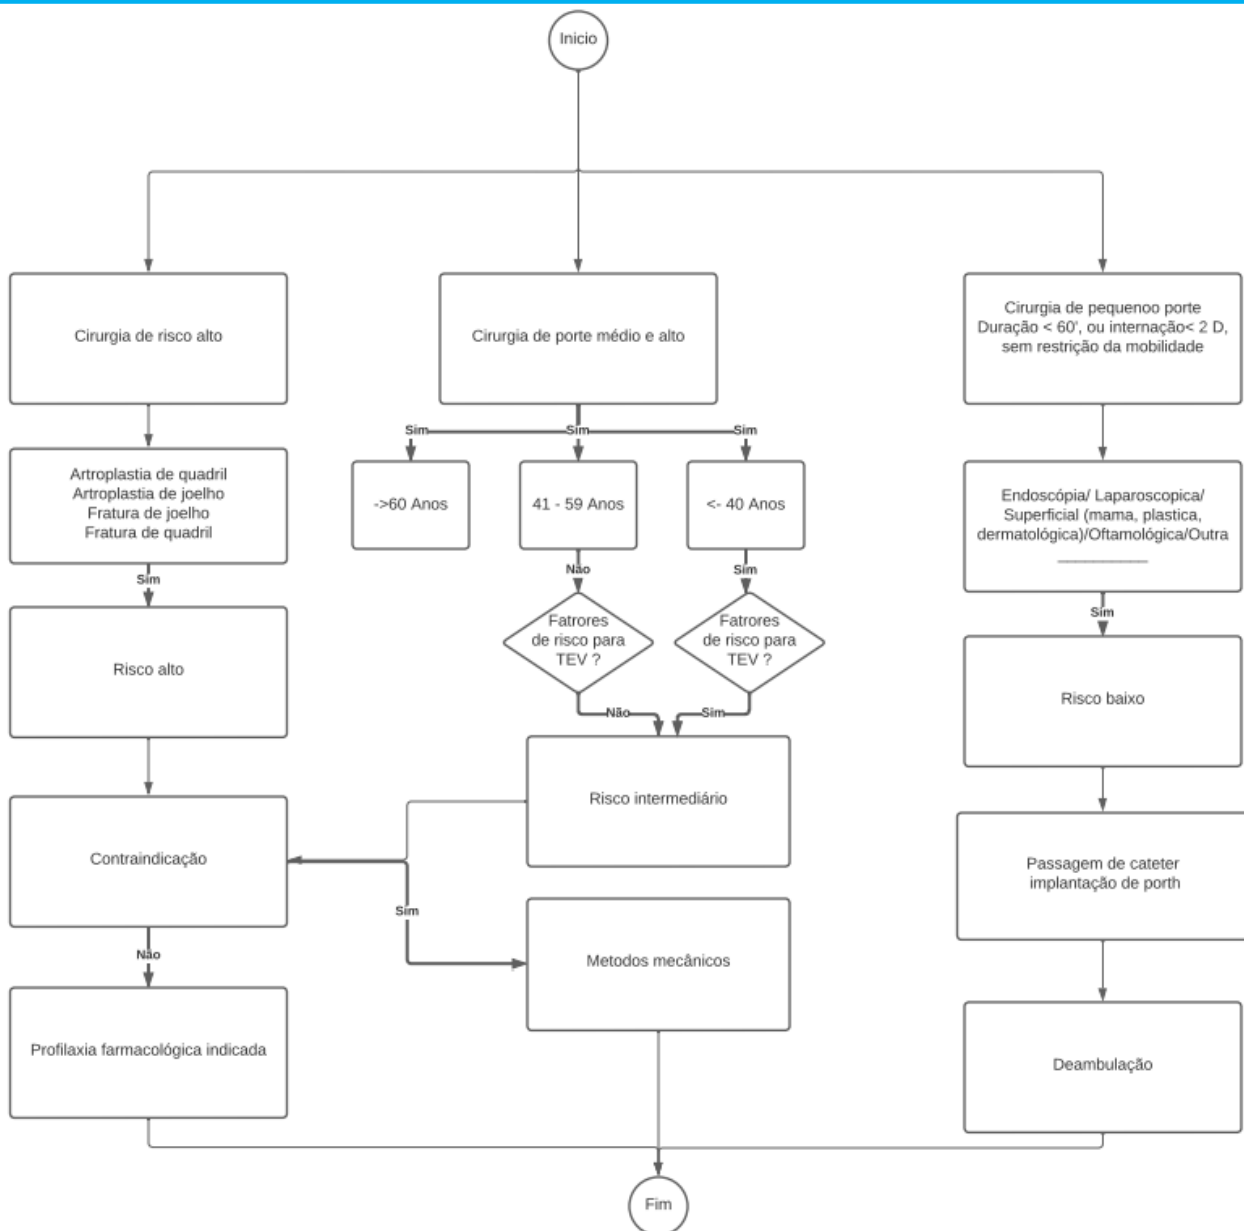 Inicio
Cirurgia de risco alto
Cirurgia de porte médio e alto
Cirurgia de pequenoo porte
Duração < 60', ou internação< 2 D,
sem restrição da mobilidade
Sim
Sim
Sim
Artroplastia de quadril
Artroplastia de joelho
Fratura de joelho
Fratura de quadril
->60 Anos
41 - 59 Anos
<- 40 Anos
Endoscópía/ Laparoscopica/
Superficial (mama, plastica,
dermatológica)/Oftamológica/Outra
___________
Sim
Não
Sim
Sim
Risco alto
Fatrores
de risco para
TEV ?
Fatrores
de risco para
TEV ?
Risco baixo
Não
Sim
Risco intermediário
Contraindicação
Passagem de cateter
implantação de porth
Sim
Não
Metodos mecânicos
Profilaxia farmacológica indicada
Deambulação
Fim